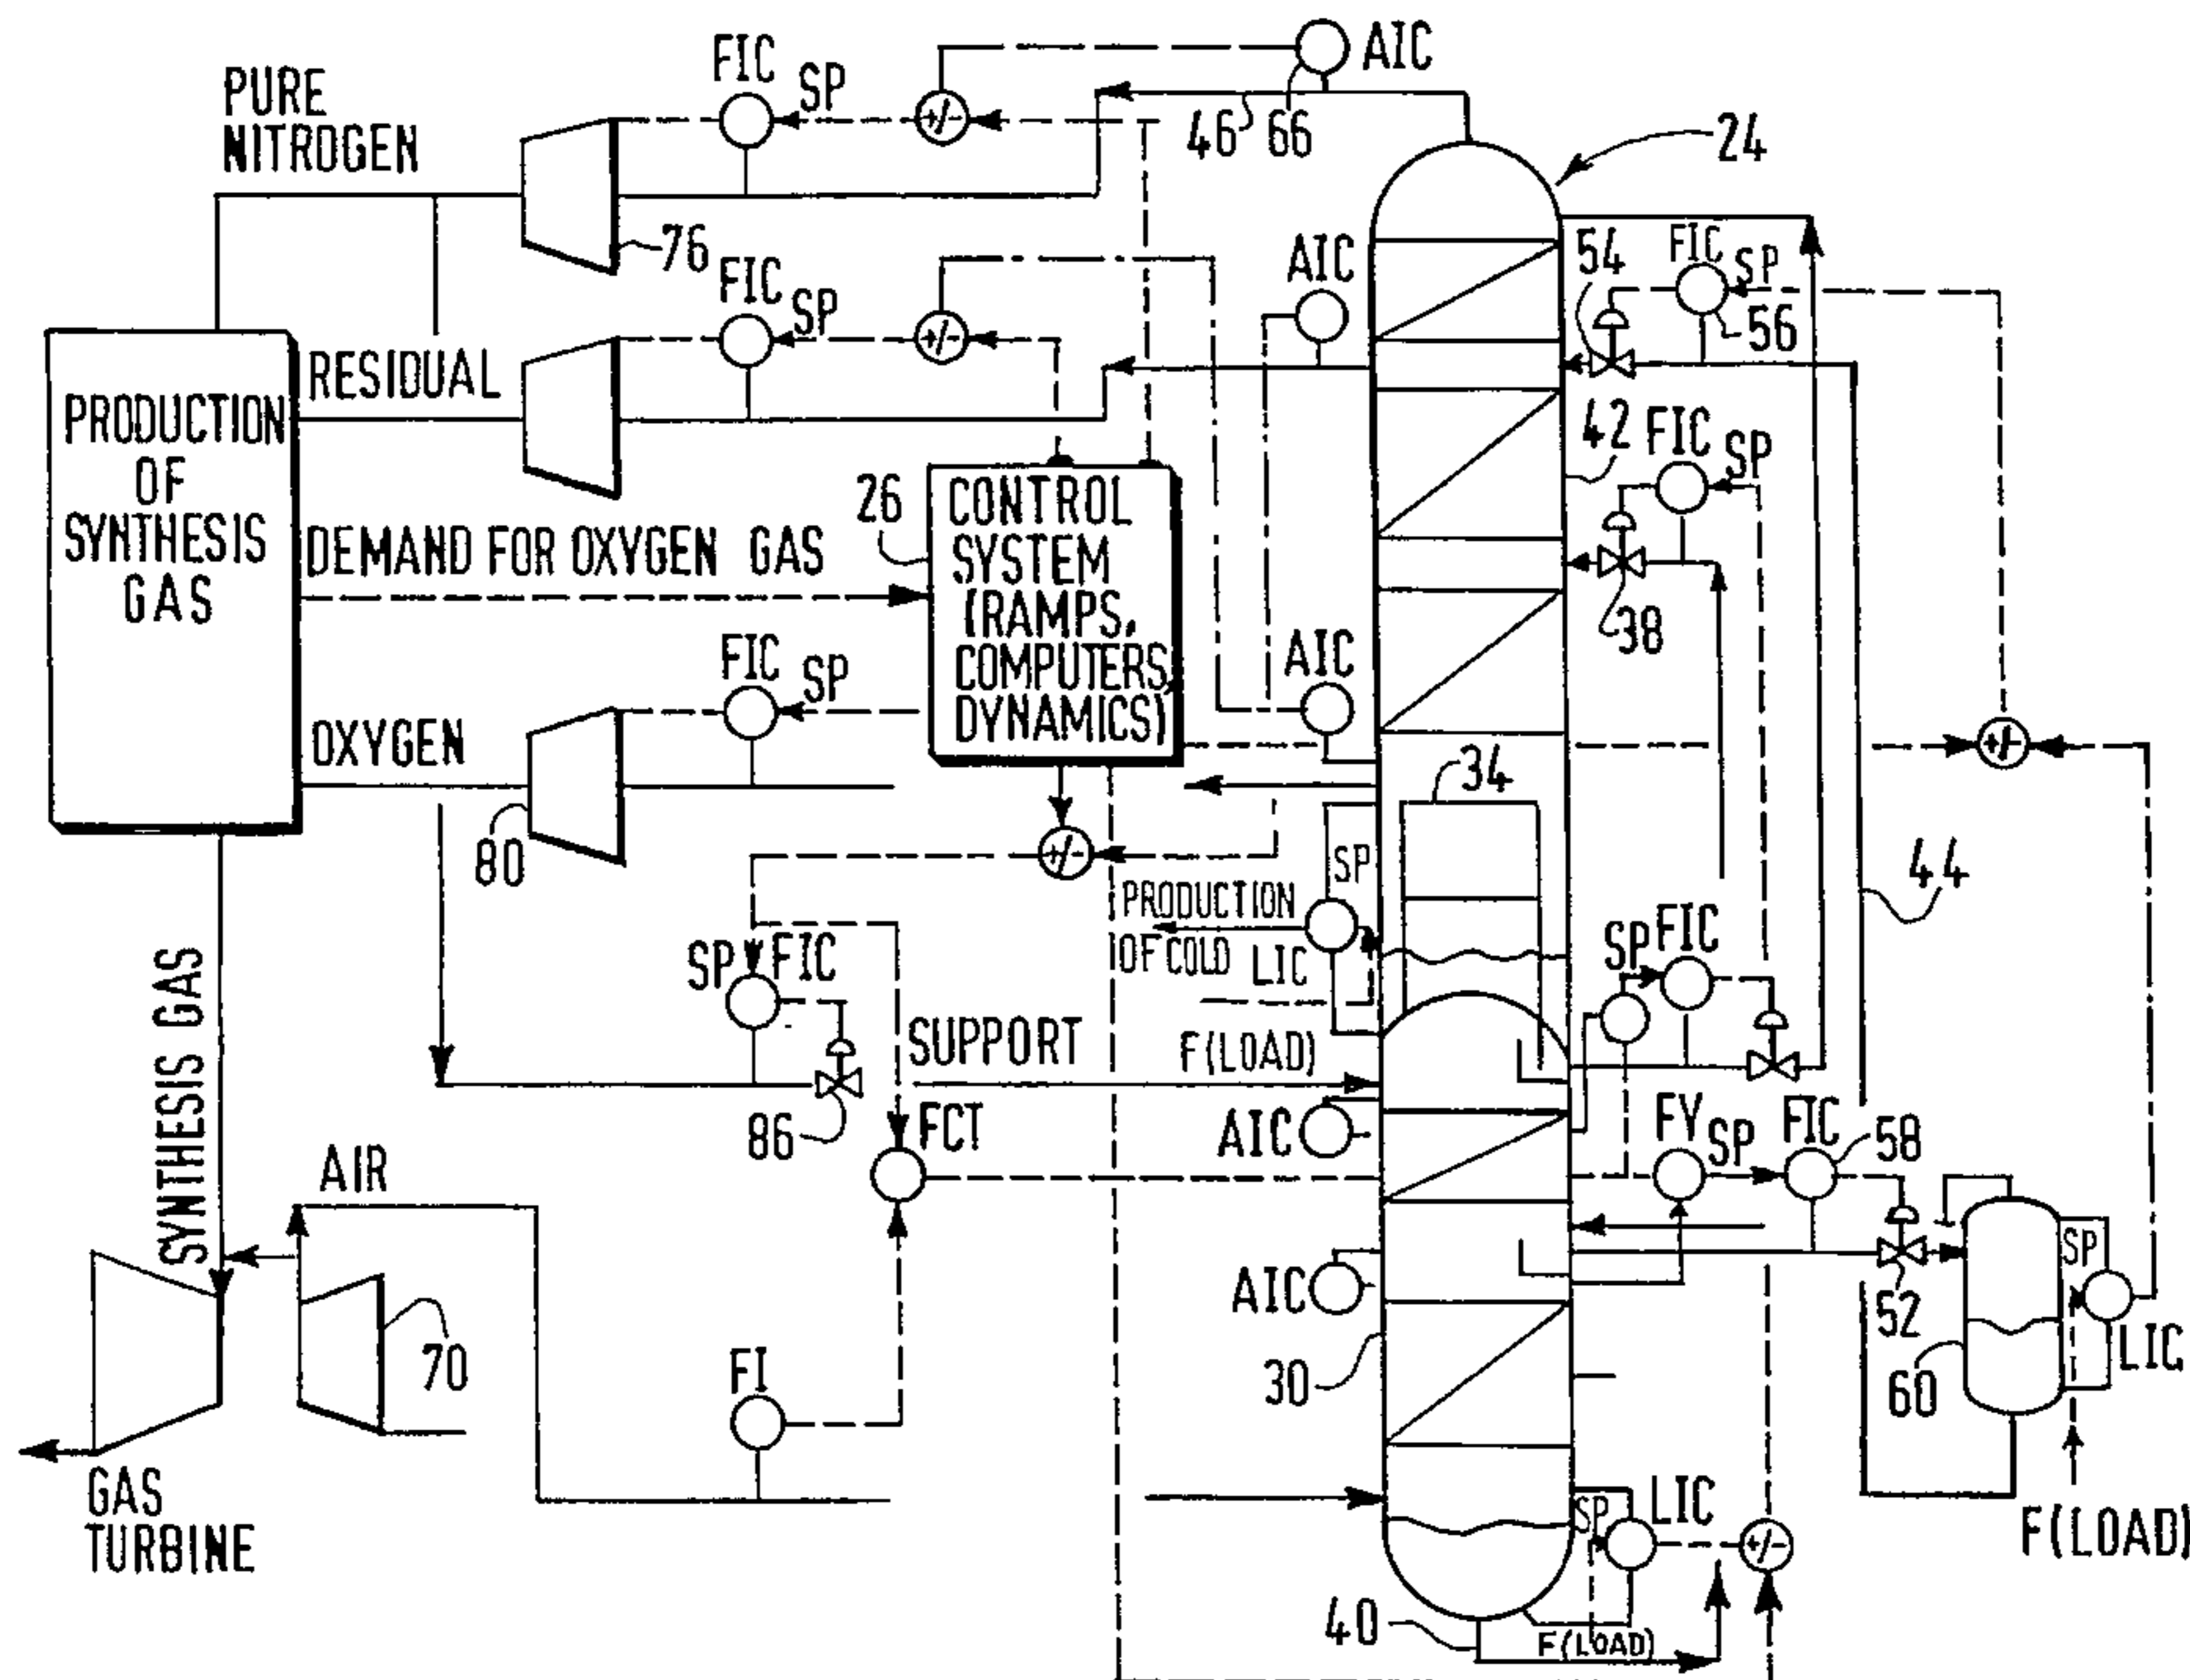 AIC
FIC
SP
+/-
PURE
NITROGEN
46
66
24
76
AIC
54
FIC
SP
56
FIC
SP
+/-
RESIDUAL
42
FIC
SP
38
PRODUCTION
OF
SYNTHESIS
GAS
26
CONTROL
SYSTEM
(RAMPS,
COMPUTERS
DYNAMICS)
DEMAND FOR OXYGEN GAS
AIC
FIC
SP
OXYGEN
80
+/-
34
+/-
44
SP
PRODUCTION
OF COLD
LIC
SP
FIC
SP
FIC
SYNTHESIS GAS
SUPPORT
F(LOAD)
86
FCT
AIC
FY
SP
FIC
58
AIR
AIC
52
SP
LIC
60
70
30
FI
GAS
TURBINE
SP
LIC
+/-
F(LOAD)
40
F(LOAD)